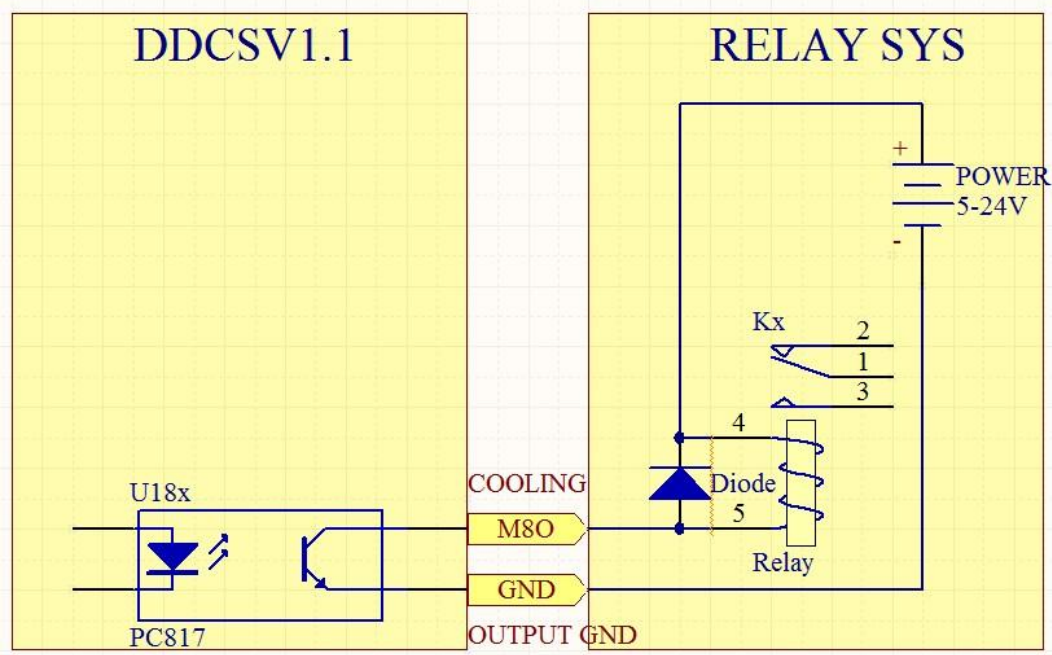 DDCSV1.1
RELAY SYS
+
POWER
5-24V
-
Kx
2
1
3
4
Diode
5
Relay
COOLING
U18x
M8O
GND
PC817
OUTPUT GND